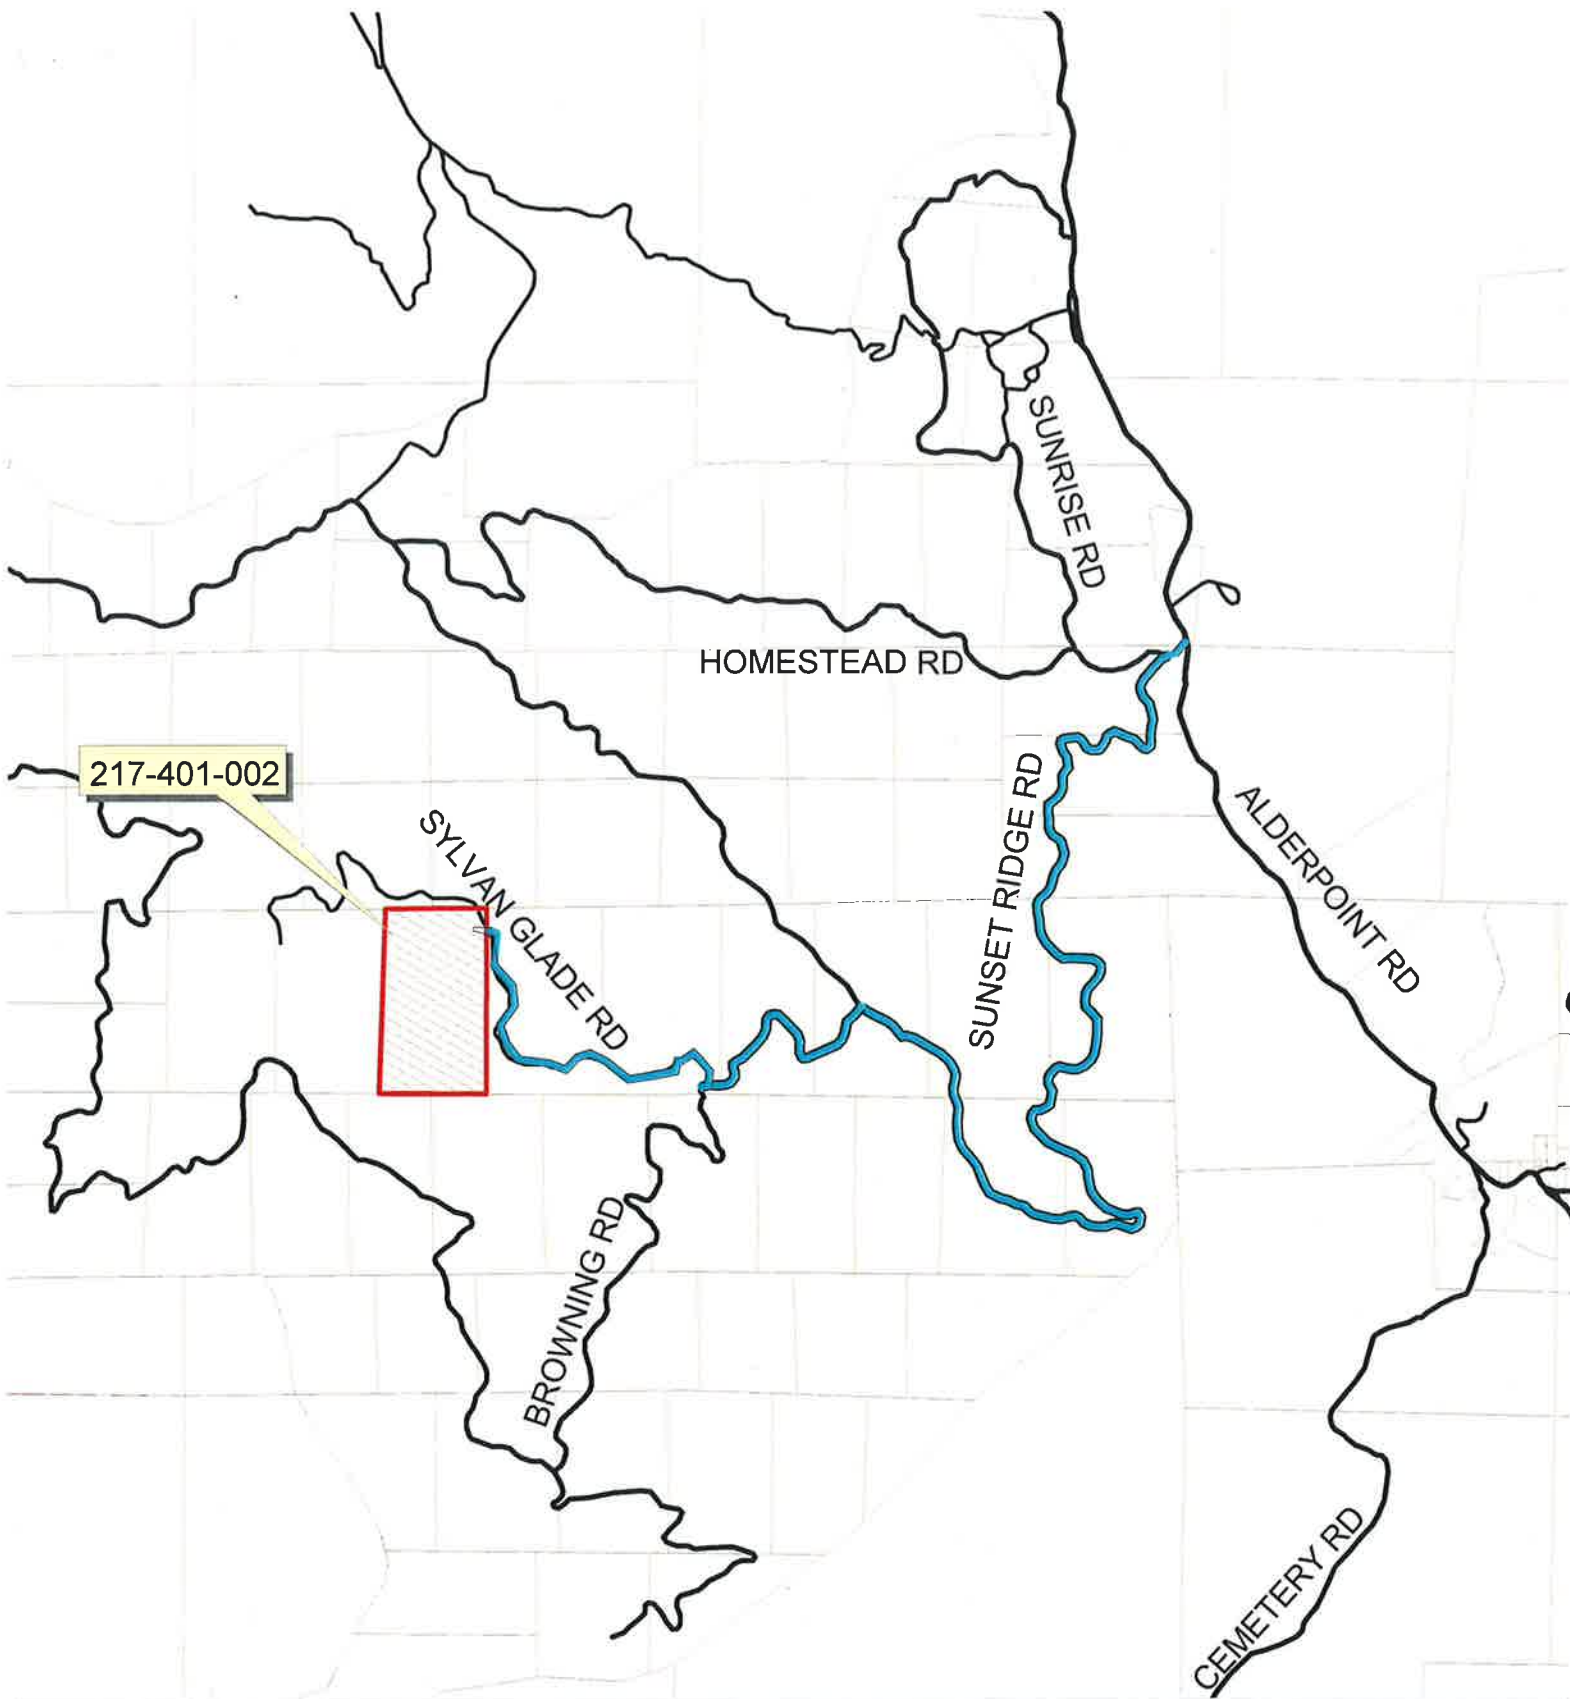 SUNRISE RD
HOMESTEAD RD
217-401-002
SYLVAN GLADE RD
SUNSET RIDGE RD
ALDERPOINT RD
BROWNING RD
CEMETERY RD